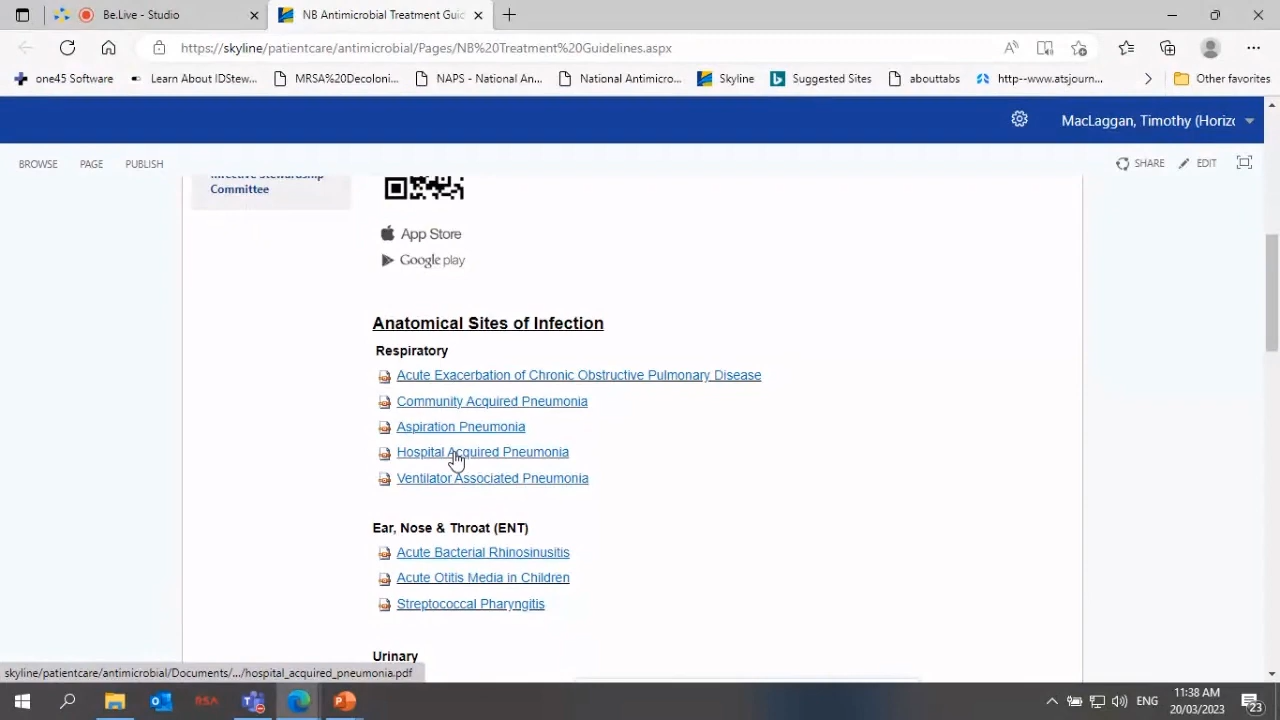 Be.Live - Studio
NB Antimicrobial Treatment Guid
https://skyline/patientcare/antimicrobial/Pages/NB%20Treatment%20Guidelines.aspx
one45 Software
Learn About IDStew...
MRSA%20Decoloni...
NAPS - National An...
National Antimicro...
Skyline
Suggested Sites
abouttabs
http--www.atsjourn...
Other favorites
MacLaggan, Timothy (Horizo
BROWSE PAGE PUBLISH
SHARE EDIT
Infective Stewardship
Committee
App Store
Google play
Anatomical Sites of Infection
Respiratory
Acute Exacerbation of Chronic Obstructive Pulmonary Disease
Community Acquired Pneumonia
Aspiration Pneumonia
Hospital Acquired Pneumonia
Ventilator Associated Pneumonia
Ear, Nose & Throat (ENT)
Acute Bacterial Rhinosinusitis
Acute Otitis Media in Children
Streptococcal Pharyngitis
Urinary
skyline/patientcare/antimicrobial/Documents/.../hospital_acquired_pneumonia.pdf
RSA
ENG
11:38 AM
20/03/2023
23